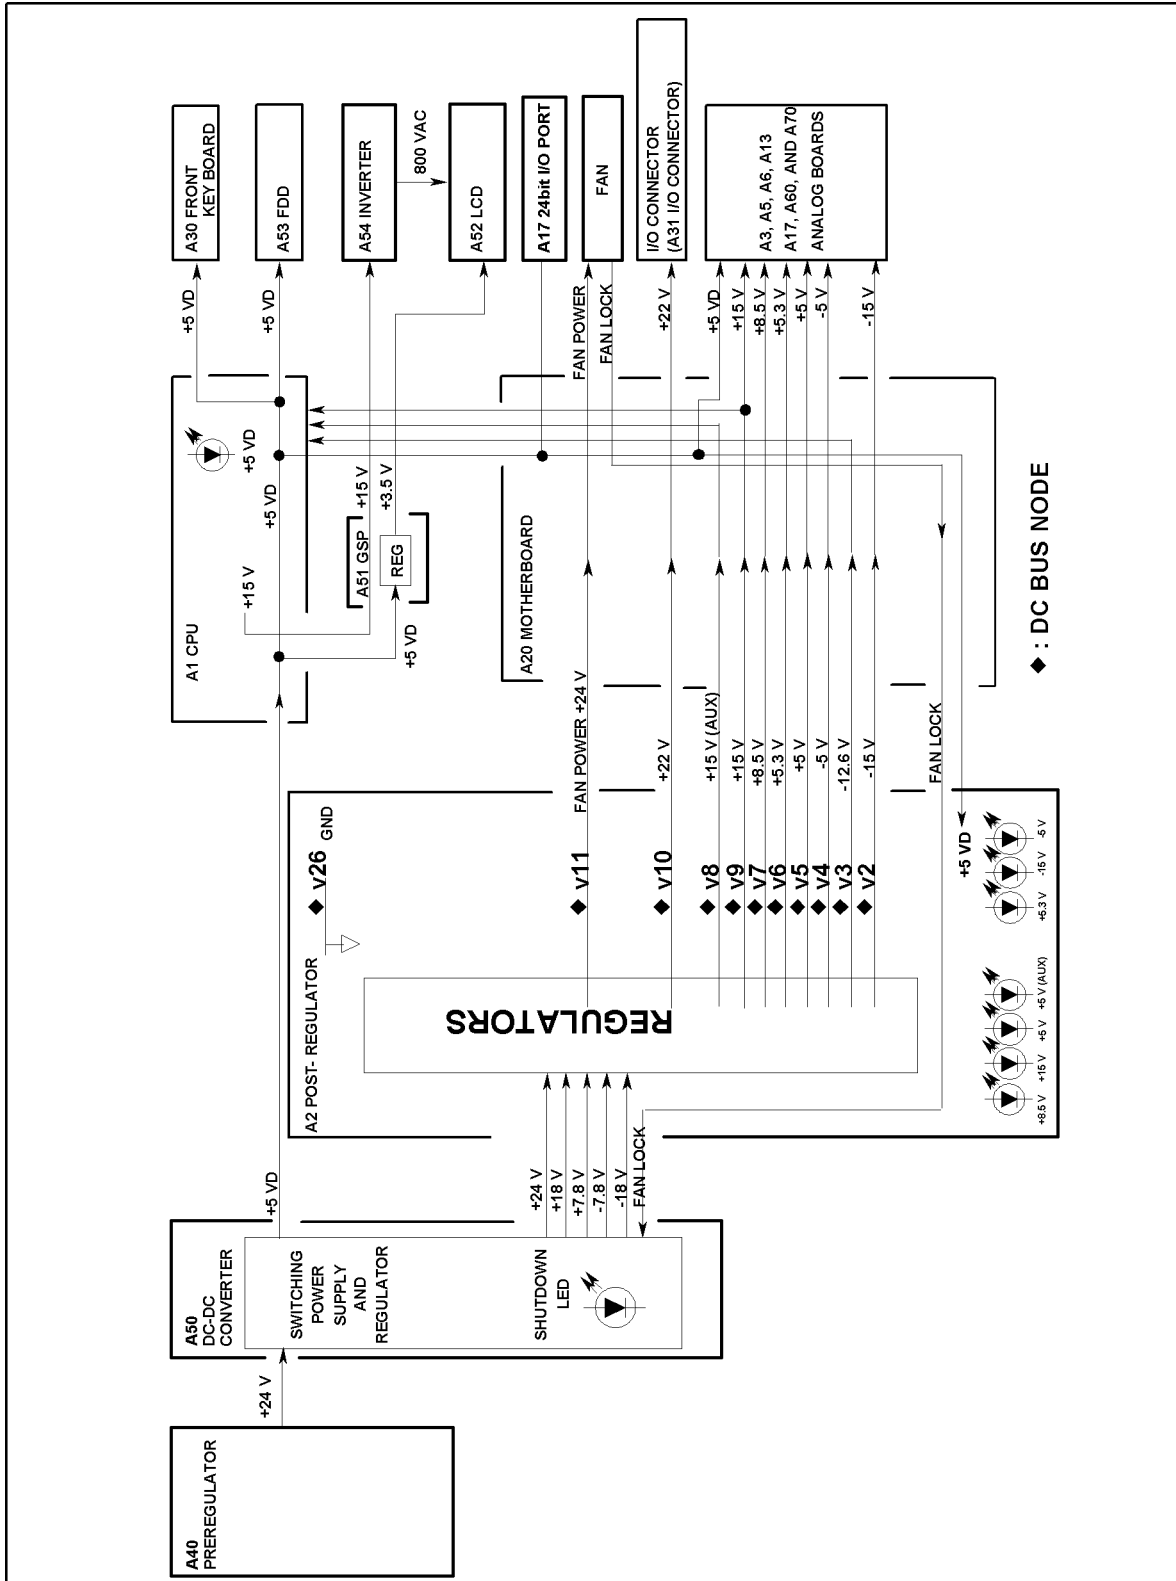 A40
PREREGULATOR
+24 V
A50
DC-DC
CONVERTER
SWITCHING
POWER
SUPPLY
AND
REGULATOR
SHUTDOWN
LED
+5 VD
+24 V
+18 V
+7.8 V
-7.8 V
-18 V
FAN LOCK
A2 POST- REGULATOR
REGULATORS
v26
GND
v11
v10
v8
v9
v7
v6
v5
v4
v3
v2
FAN POWER +24 V
+22 V
+15 V (AUX)
+15 V
+8.5 V
+5.3 V
+5 V
-5 V
-12.6 V
-15 V
FAN LOCK
+5 VD
+8.5 V
+15 V
+5 V
+5 V (AUX)
+5.3 V
-15 V
-5 V
A1 CPU
+15 V
+5 VD
+5 VD
+5 VD
A51 GSP
REG
+15 V
+3.5 V
A20 MOTHERBOARD
◆ : DC BUS NODE
+5 VD
+5 VD
FAN POWER
FAN LOCK
+22 V
+5 VD
+15 V
+8.5 V
+5.3 V
+5 V
-5 V
-15 V
A30 FRONT
KEY BOARD
A53 FDD
A54 INVERTER
800 VAC
A52 LCD
A17 24bit I/O PORT
FAN
I/O CONNECTOR
(A31 I/O CONNECTOR)
A3, A5, A6, A13
A17, A60, AND A70
ANALOG BOARDS